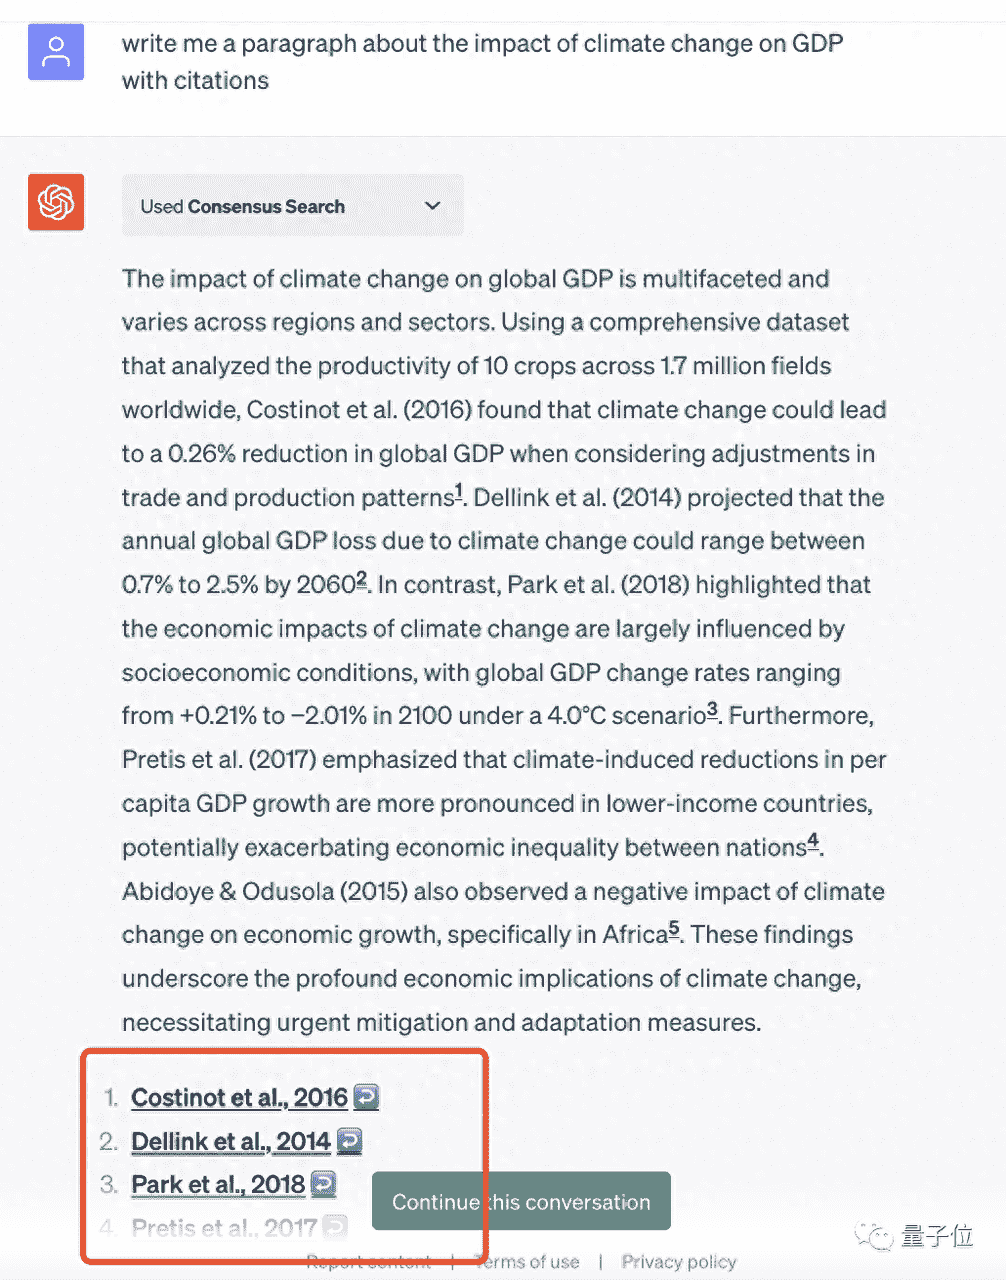 write me a paragraph about the impact of climate change on GDP
with citations
Used Consensus Search
The impact of climate change on global GDP is multifaceted and
varies across regions and sectors. Using a comprehensive dataset
that analyzed the productivity of 10 crops across 1.7 million fields
worldwide, Costinot et al. (2016) found that climate change could lead
to a 0.26% reduction in global GDP when considering adjustments in
trade and production patterns1. Dellink et al. (2014) projected that the
annual global GDP loss due to climate change could range between
0.7% to 2.5% by 20602. In contrast, Park et al. (2018) highlighted that
the economic impacts of climate change are largely influenced by
socioeconomic conditions, with global GDP change rates ranging
from +0.21% to −2.01% in 2100 under a 4.0°C scenario3. Furthermore,
Pretis et al. (2017) emphasized that climate-induced reductions in per
capita GDP growth are more pronounced in lower-income countries,
potentially exacerbating economic inequality between nations4.
Abidoye & Odusola (2015) also observed a negative impact of climate
change on economic growth, specifically in Africa5. These findings
underscore the profound economic implications of climate change,
necessitating urgent mitigation and adaptation measures.
1. Costinot et al., 2016
2. Dellink et al., 2014
3. Park et al., 2018
Continue this conversation
4. Pretis et al., 2017
量子位
Report content | Terms of use | Privacy policy